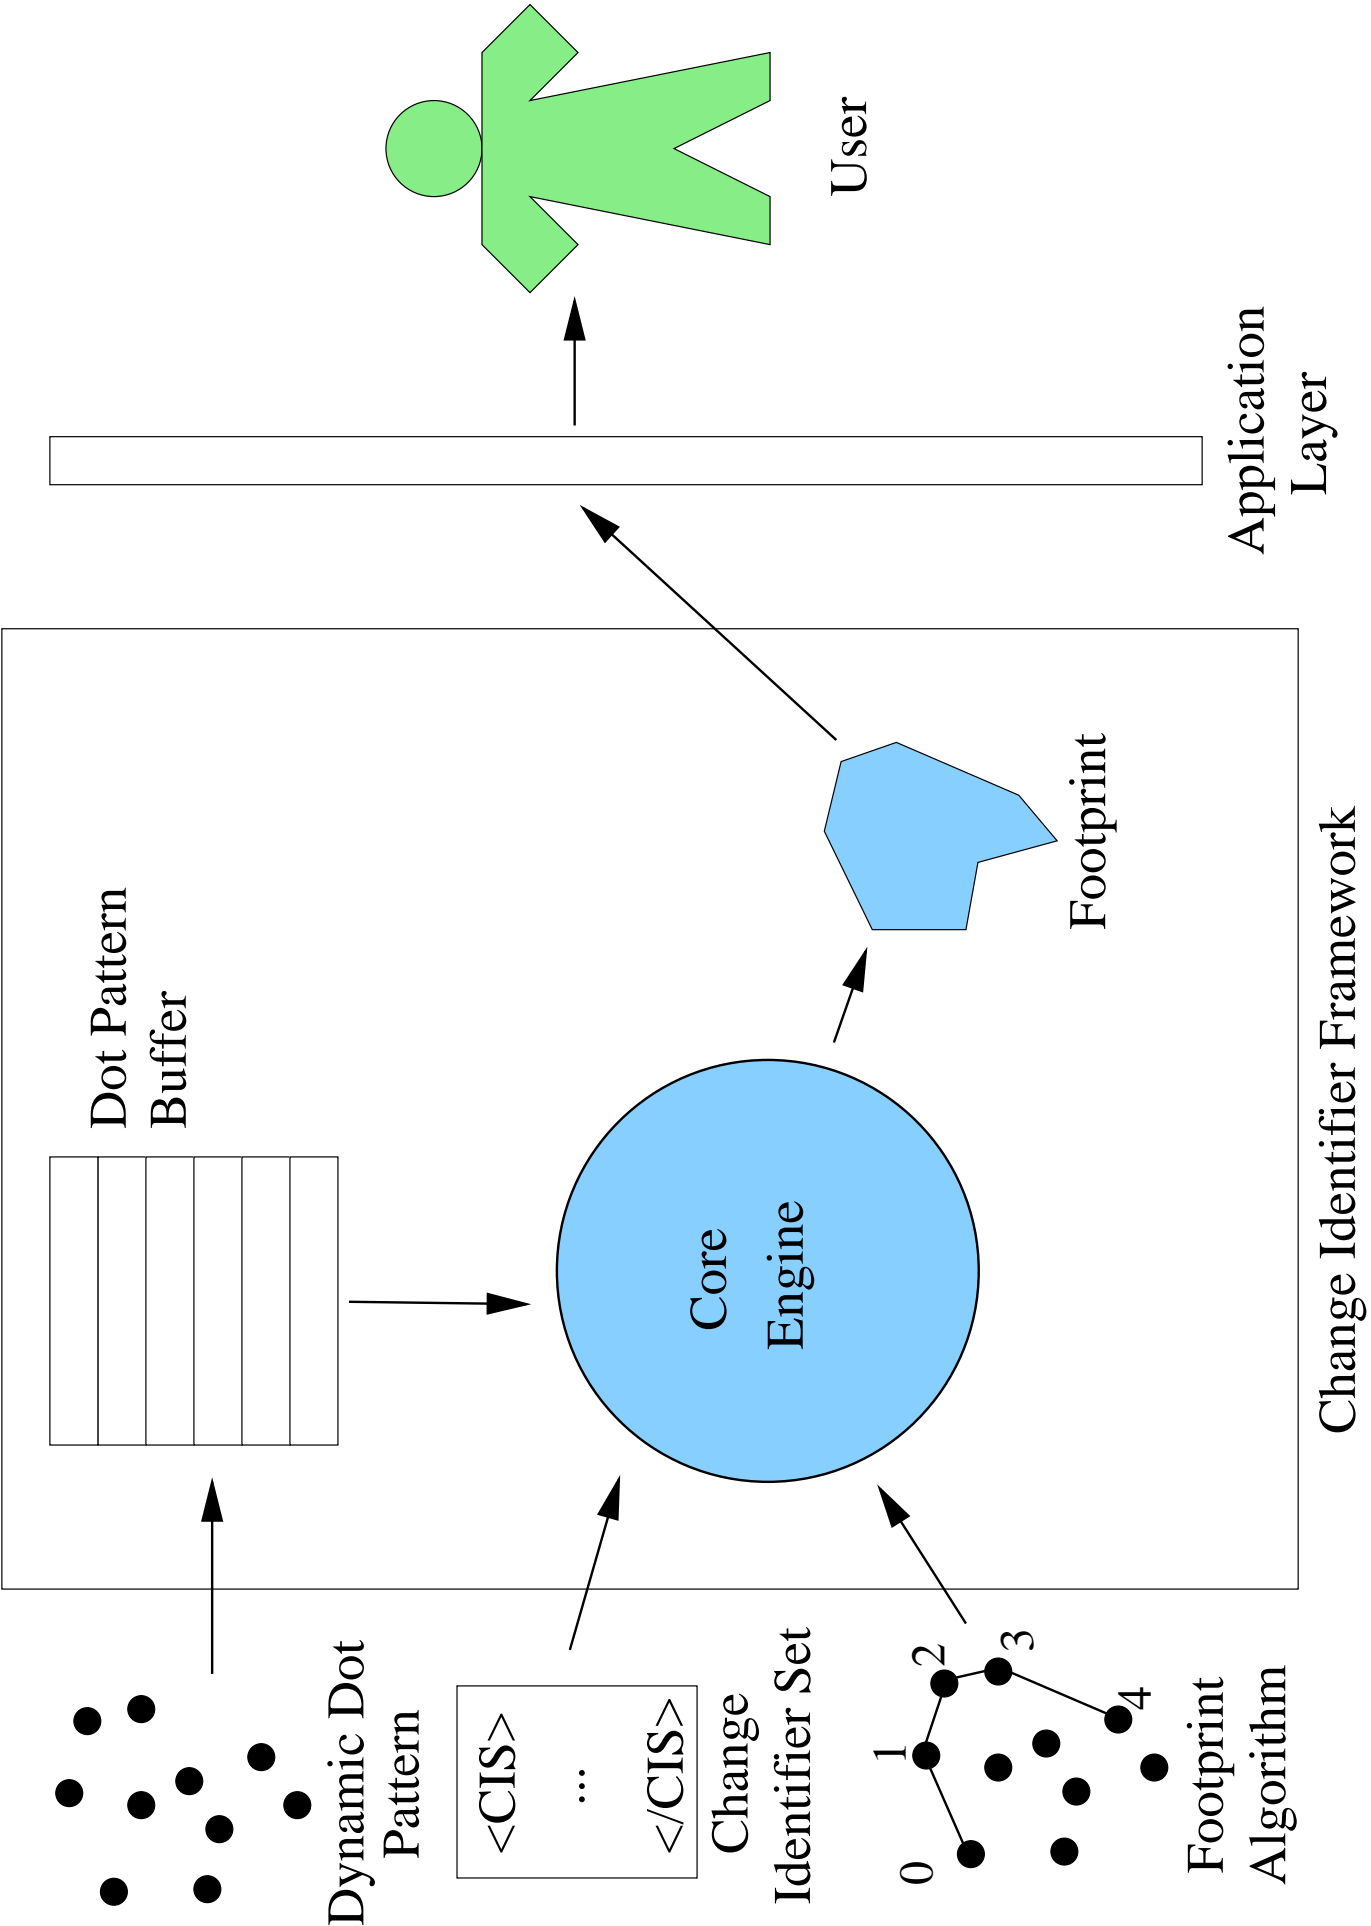 Dynamic Dot
Pattern
<CIS>
...
</CIS>
Change
Identifier Set
0
1
2
3
4
Footprint
Algorithm
Dot Pattern
Buffer
Core
Engine
Footprint
Change Identifier Framework
Application
Layer
User